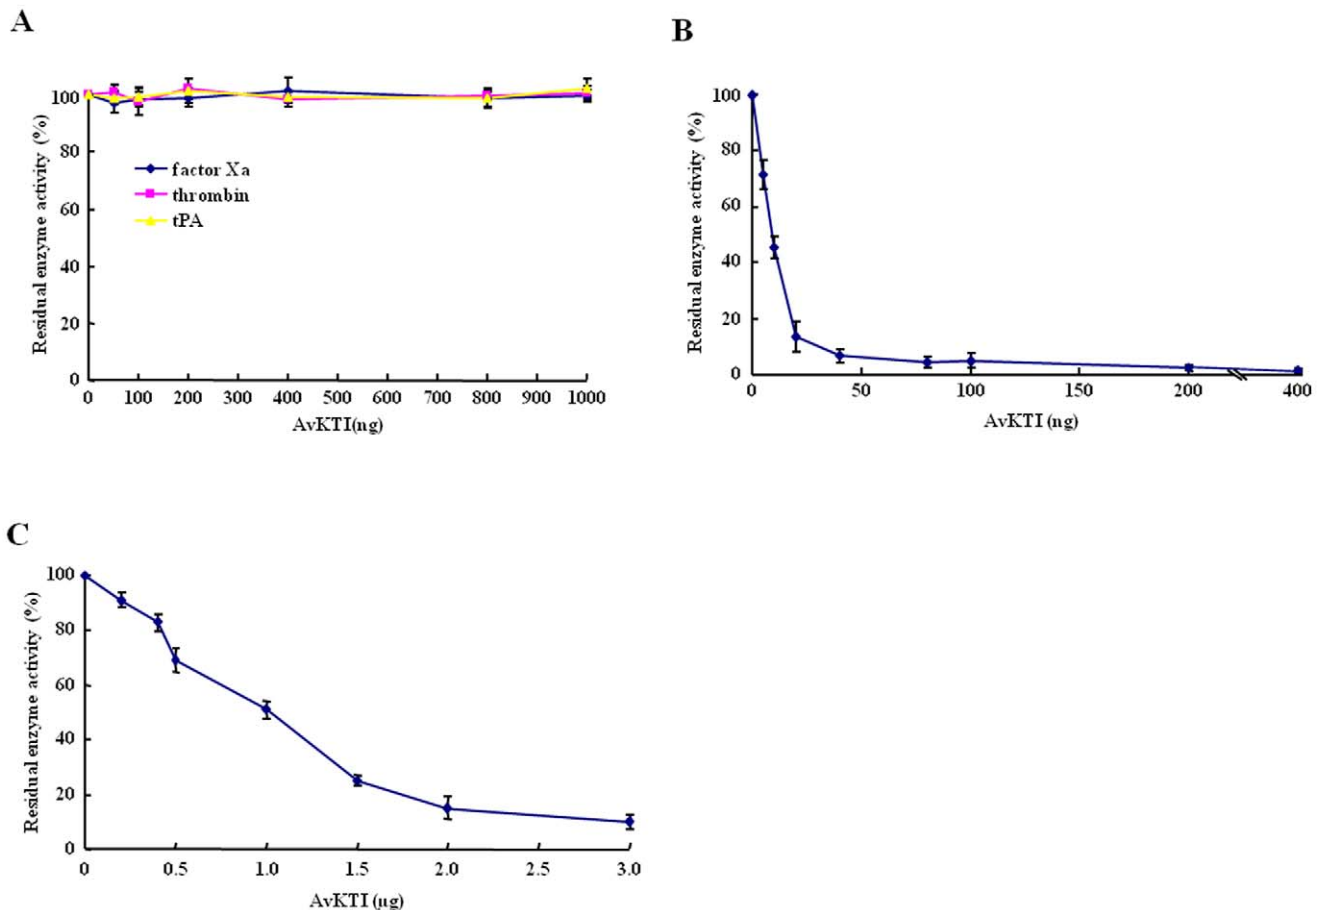 A
Residual enzyme activity (%)
100
80
60
40
20
0
factor Xa
thrombin
tPA
0 100 200 300 400 500 600 700 800 900 1000
AvKTI(ng)
B
Residual enzyme activity (%)
100
80
60
40
20
0
0 50 100 150 200 400
AvKTI (ng)
C
Residual enzyme activity (%)
100
80
60
40
20
0
0 0.5 1.0 1.5 2.0 2.5 3.0
AvKTI (μg)